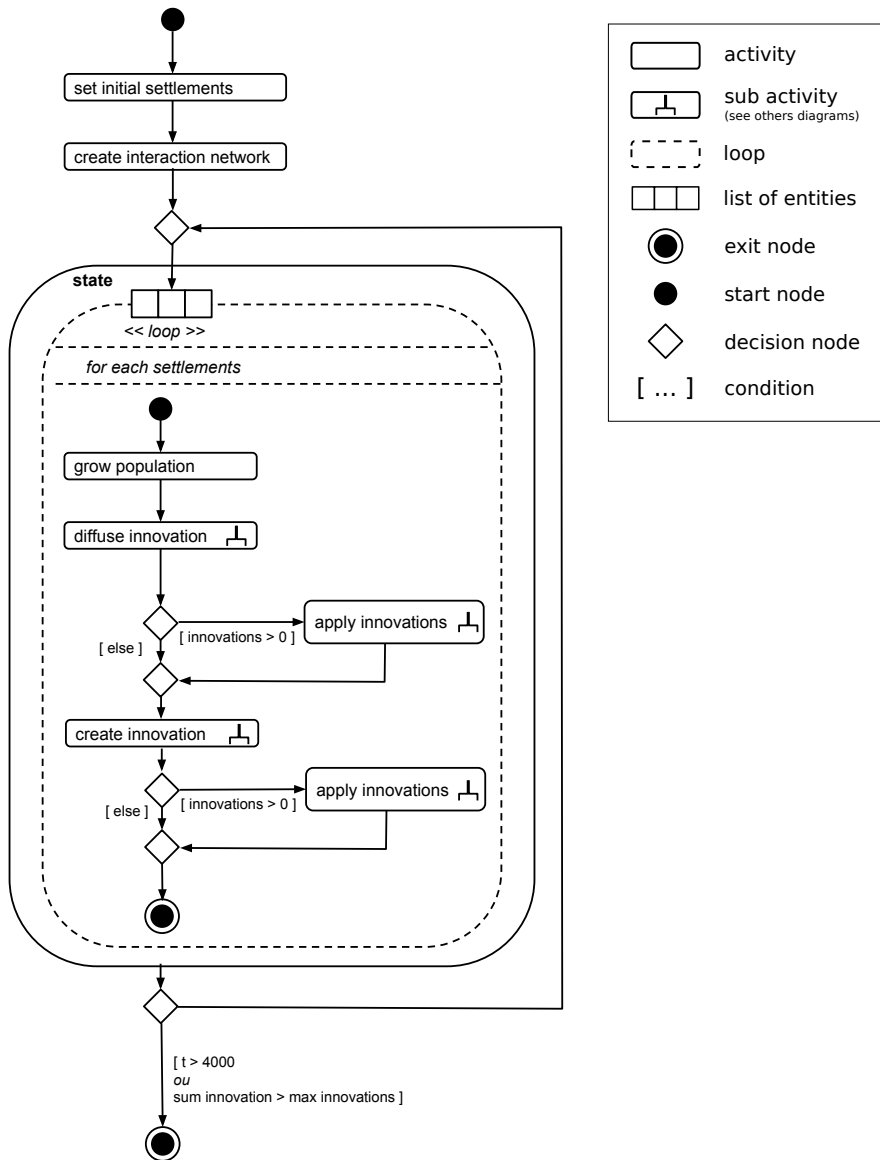 set initial settlements
create interaction network
state
<< loop >>
for each settlements
grow population
diffuse innovation
[ innovations > 0 ]
apply innovations
[ else ]
create innovation
[ innovations > 0 ]
apply innovations
[ else ]
[ t > 4000
ou
sum innovation > max innovations ]
activity
sub activity
(see others diagrams)
loop
list of entities
exit node
start node
decision node
[ ... ]
condition